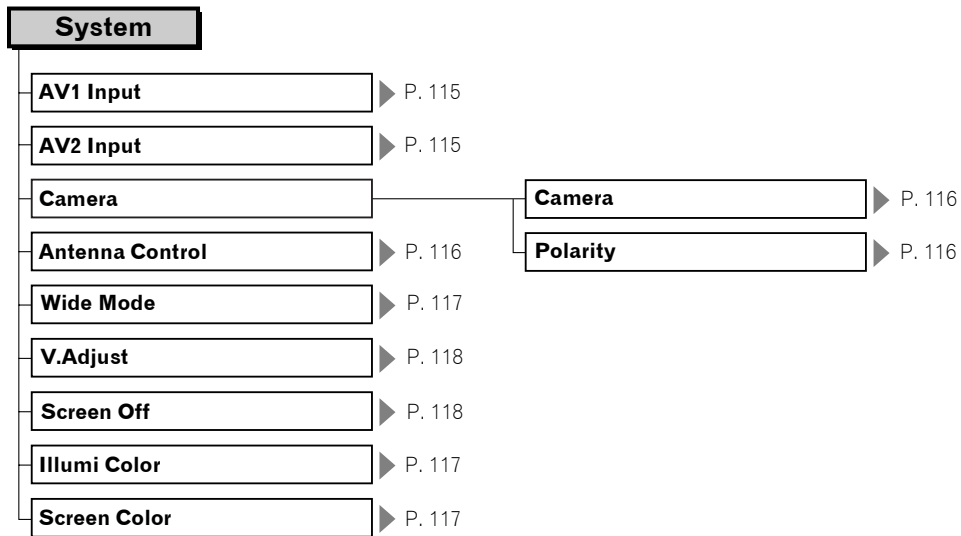 System
AV1 Input P. 115
AV2 Input P. 115
Camera Camera P. 116
Antenna Control P. 116 Polarity P. 116
Wide Mode P. 117
V.Adjust P. 118
Screen Off P. 118
Illumi Color P. 117
Screen Color P. 117